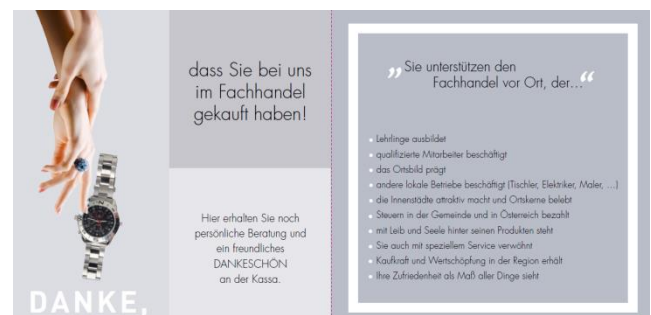 DANKE,
dass Sie bei uns
im Fachhandel
gekauft haben!
Hier erhalten Sie noch
persönliche Beratung und
ein freundliches
DANKESCHÖN
an der Kassa.
„Sie unterstützen den
Fachhandel vor Ort, der...“
Lehrlinge ausbildet
qualifizierte Mitarbeiter beschäftigt
das Ortsbild prägt
andere lokale Betriebe beschäftigt (Tischler, Elektriker, Maler, ...)
die Innenstädte attraktiv macht und Ortskerne belebt
Steuern in der Gemeinde und in Österreich bezahlt
mit Leib und Seele hinter seinen Produkten steht
Sie auch mit speziellem Service verwöhnt
Kaufkraft und Wertschöpfung in der Region erhält
Ihre Zufriedenheit als Maß aller Dinge sieht